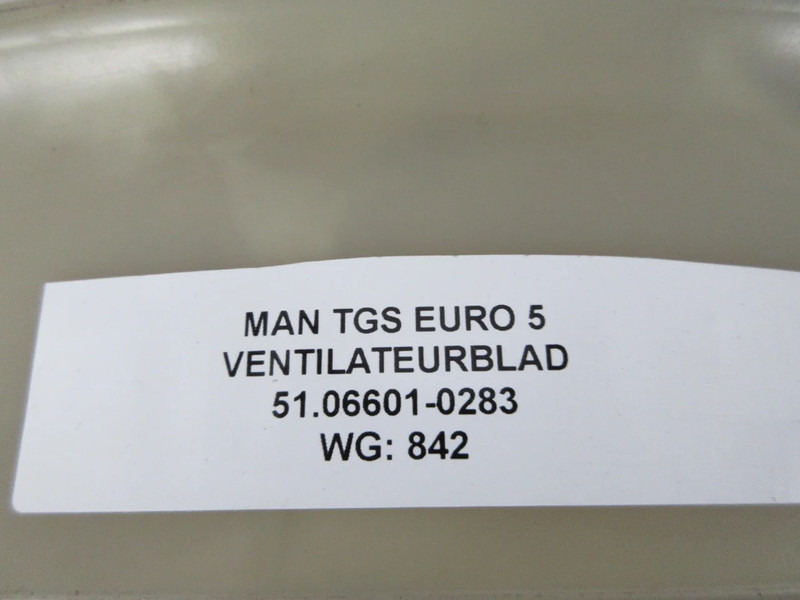 MAN TGS EURO 5
VENTILATEURBLAD
51.06601-0283
WG: 842